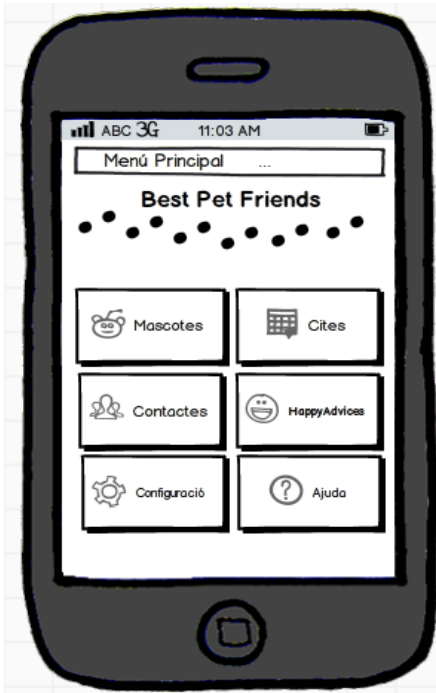 ABC 3G 11:03 AM
Menú Principal ...
Best Pet Friends
Mascotes Cites
Contactes HappyAdvices
Configuració ? Ajuda